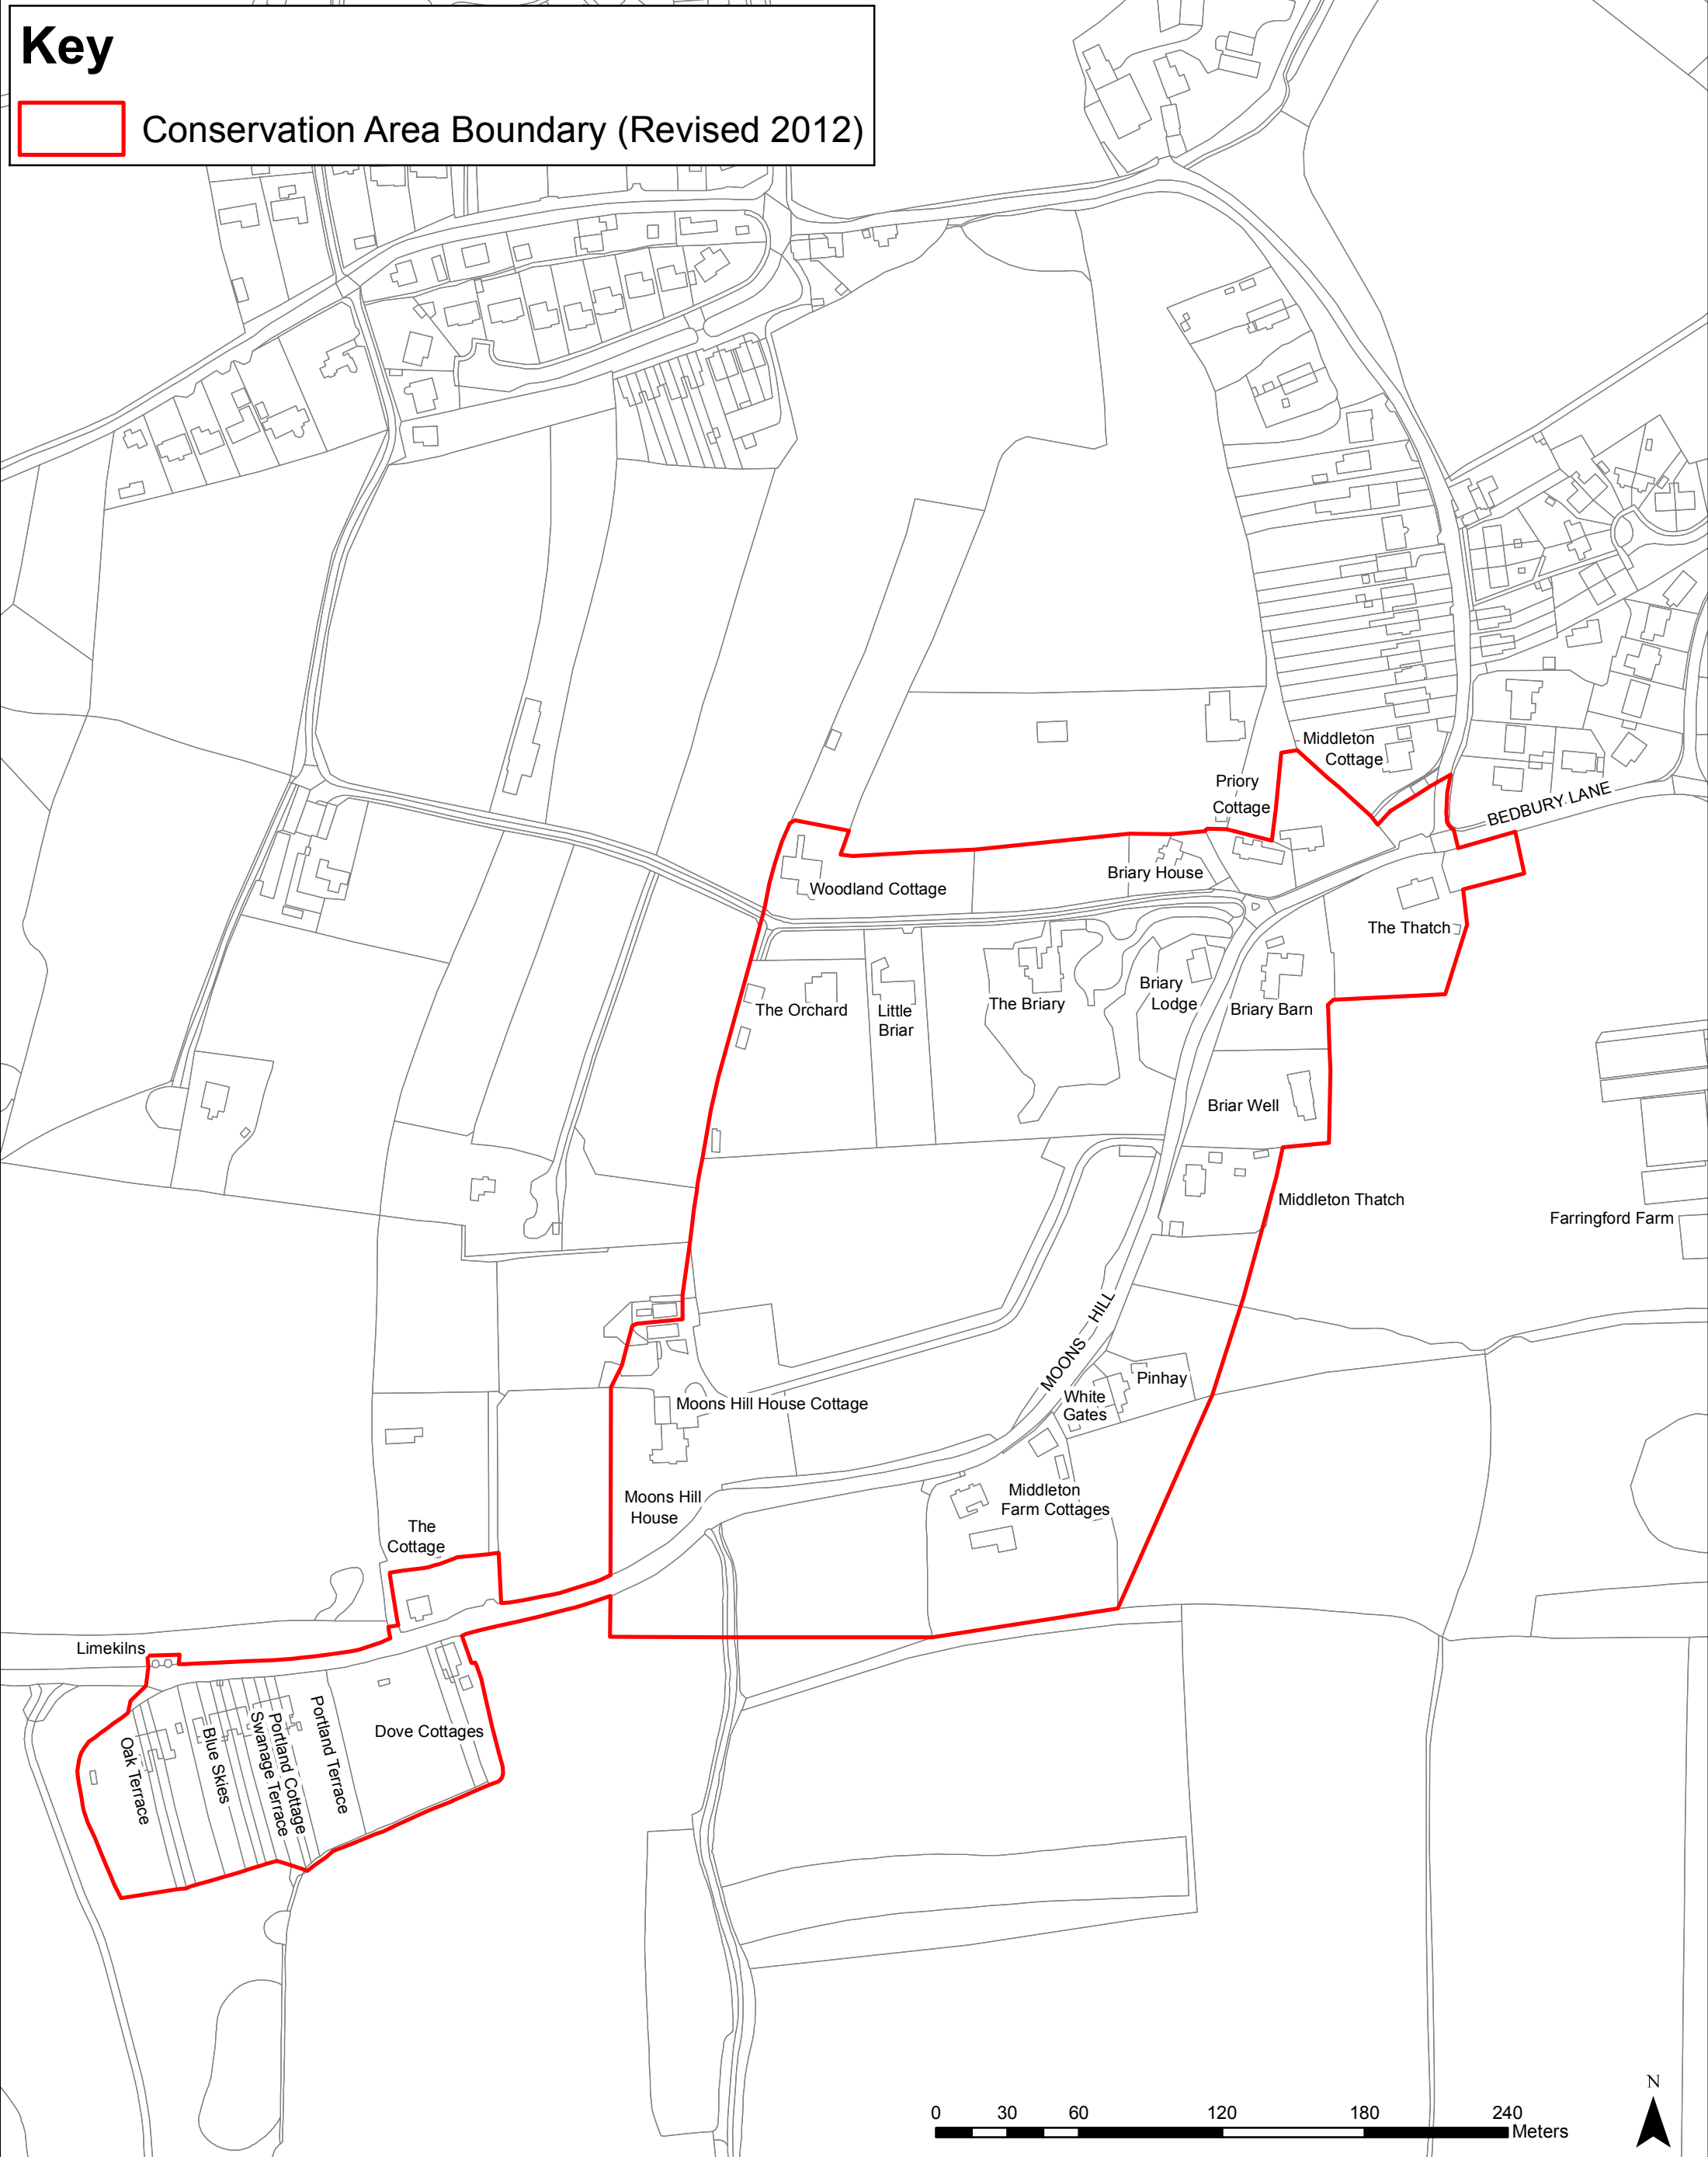 Key
Conservation Area Boundary (Revised 2012)
Middleton
Cottage
Priory
Cottage
BEDBURY LANE
Briary House
Woodland Cottage
The Thatch
Briary
Lodge
The Briary
The Orchard
Little
Briar
Briary Barn
Briar Well
Middleton Thatch
Farringford Farm
MOONS HILL
Pinhay
White
Gates
Moons Hill House Cottage
Middleton
Farm Cottages
Moons Hill
House
The
Cottage
Limekilns
Oak Terrace
Blue Skies
Swanage Terrace
Portland Cottage
Portland Terrace
Dove Cottages
N
0 30 60 120 180 240
Meters